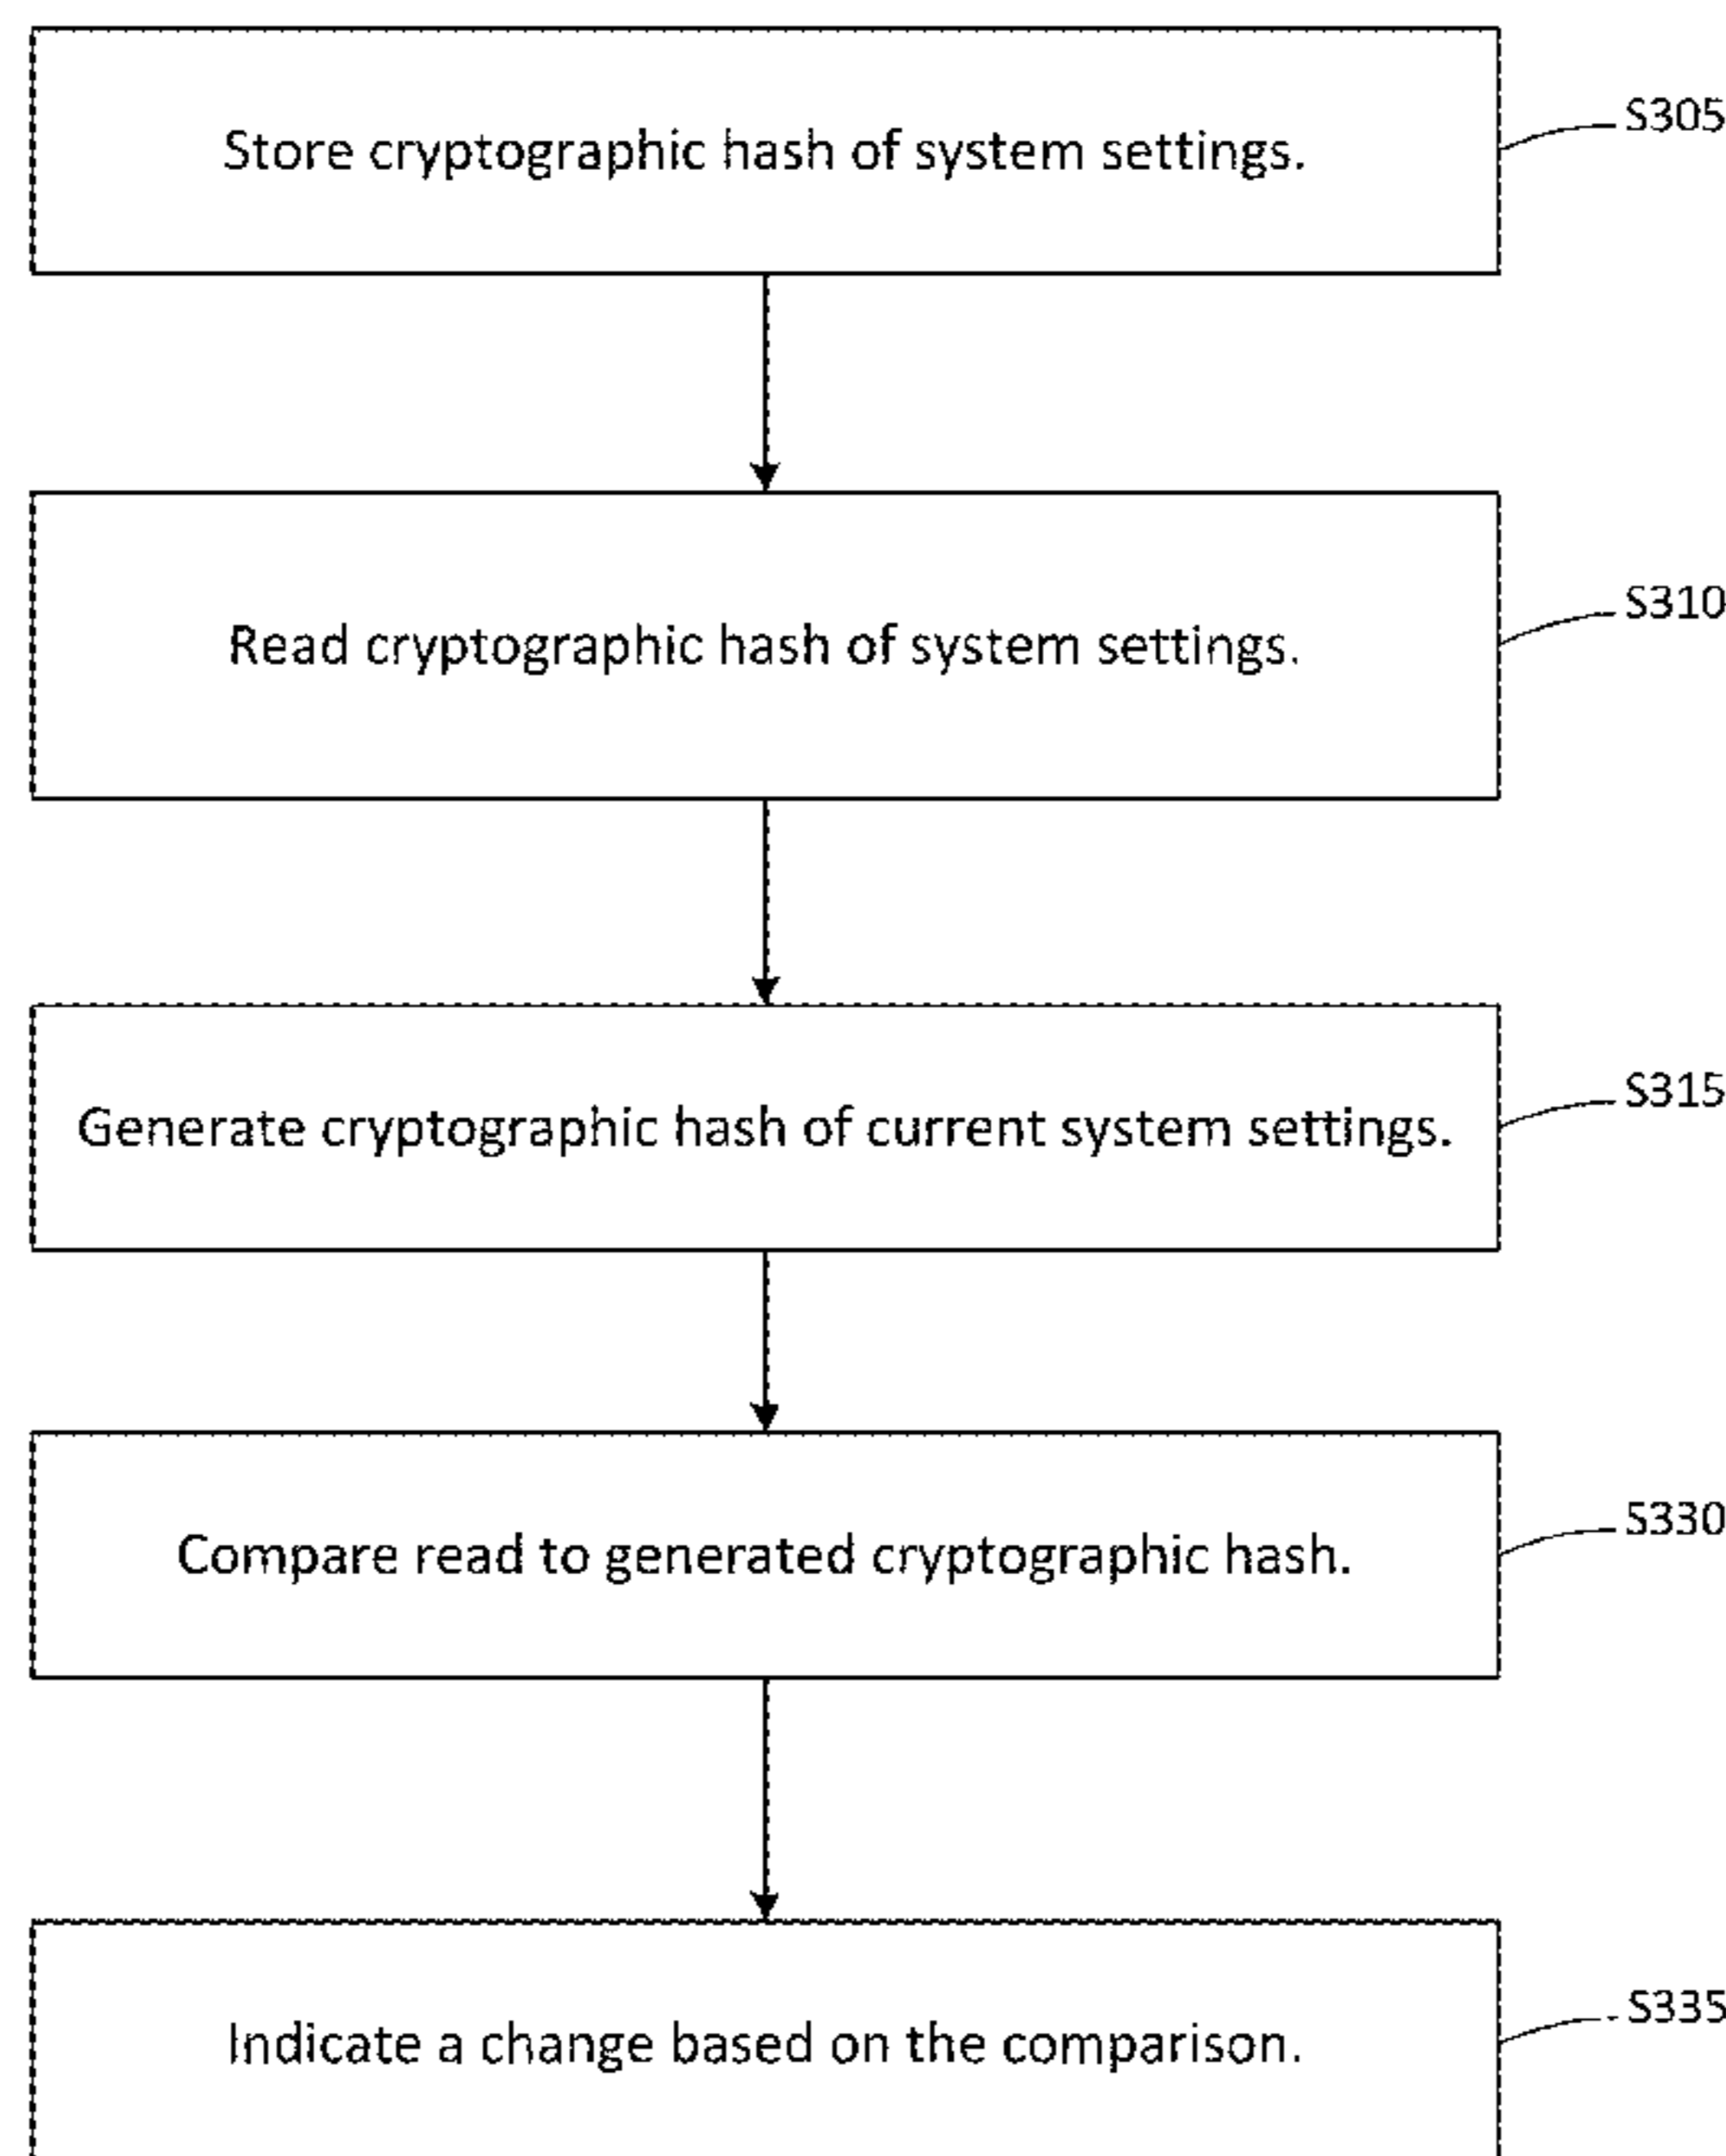 Store cryptographic hash of system settings.
S305
Read cryptographic hash of system settings.
S310
Generate cryptographic hash of current system settings.
S315
Compare read to generated cryptographic hash.
S330
Indicate a change based on the comparison.
S335